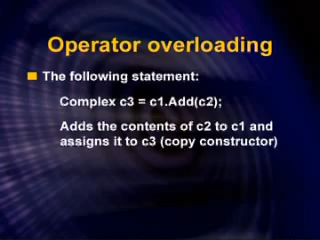 Operator overloading
The following statement:
Complex c3 = c1.Add(c2);
Adds the contents of c2 to c1 and
assigns it to c3 (copy constructor)